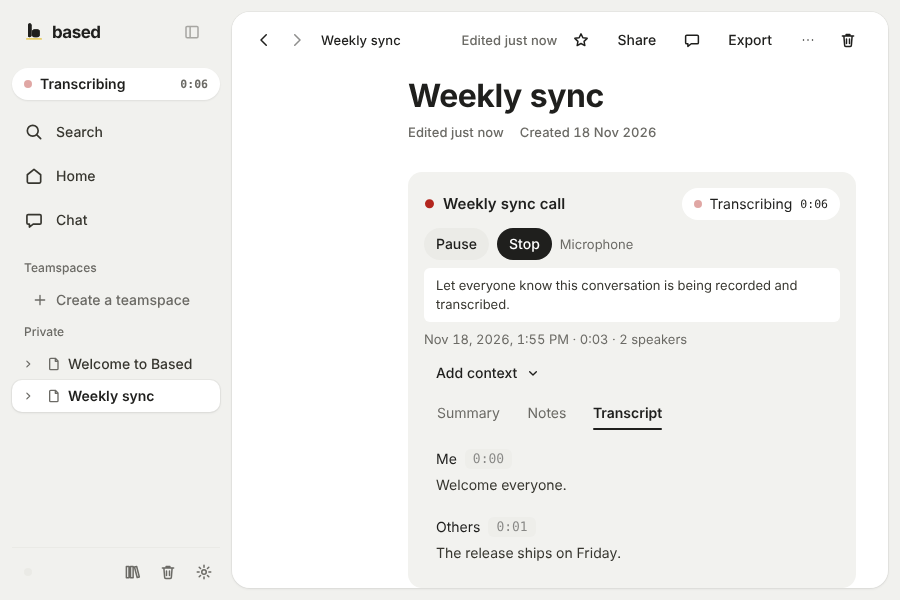 based
Transcribing 0:06
Search
Home
Chat
Teamspaces
Create a teamspace
Private
Welcome to Based
Weekly sync
Weekly sync
Edited just now
Share
Export
Weekly sync
Edited just now Created 18 Nov 2026
Weekly sync call
Transcribing 0:06
Pause Stop Microphone
Let everyone know this conversation is being recorded and
transcribed.
Nov 18, 2026, 1:55 PM · 0:03 · 2 speakers
Add context
Summary Notes Transcript
Me 0:00
Welcome everyone.
Others 0:01
The release ships on Friday.